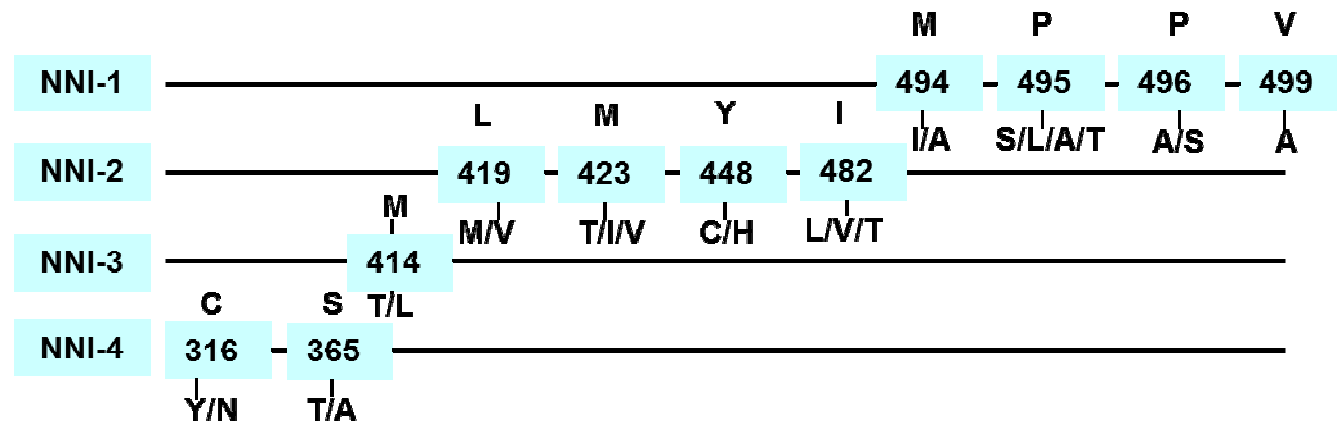 M P P V
NNI-1 494 495 496 499
I/A S/L/A/T A/S A
L M Y I
NNI-2 419 423 448 482
M/V T/I/V C/H L/V/T
M
NNI-3 414
T/L
C S
NNI-4 316 365
Y/N T/A